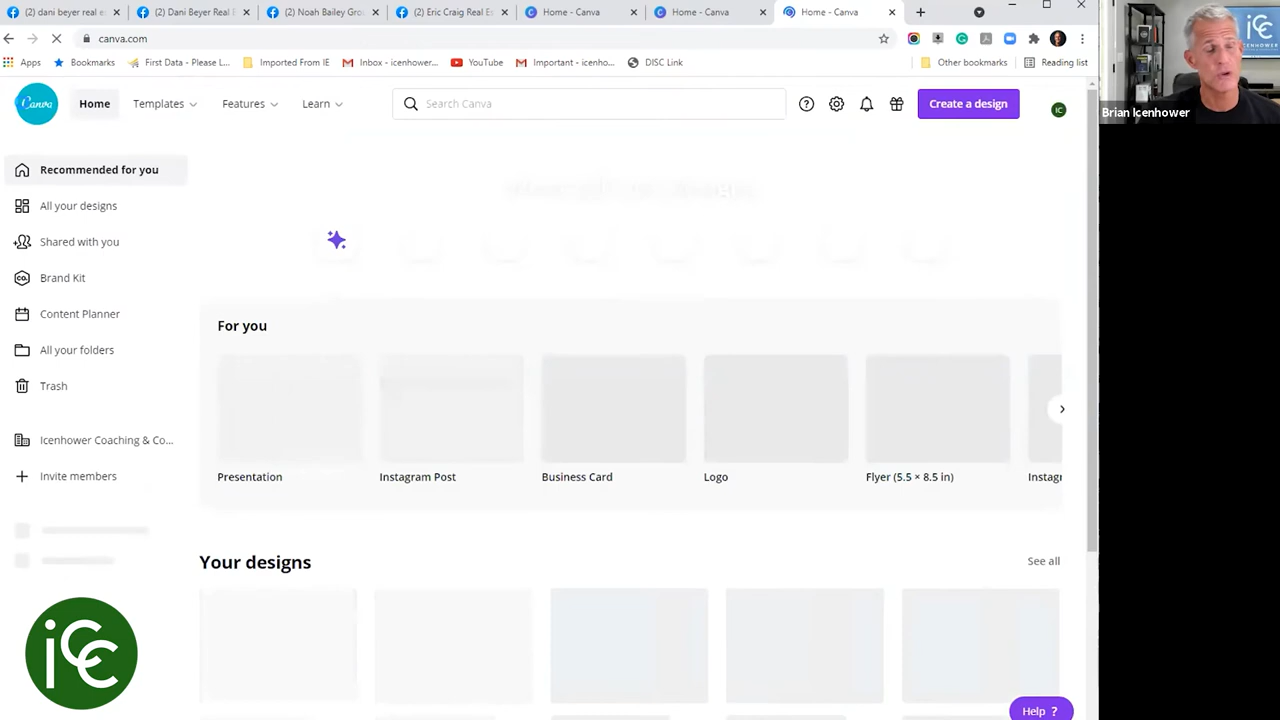 (2) dani beyer real e
(2) Dani Beyer Real E
(2) Noah Bailey Gro
(2) Eric Craig Real Es
Home - Canva
Home - Canva
Home - Canva
canva.com
Apps
Bookmarks
First Data - Please L...
Imported From IE
Inbox - icenhower...
YouTube
Important - icenho...
DISC Link
Other bookmarks
Reading list
Canva
Home
Templates
Features
Learn
Search Canva
Create a design
IC
Recommended for you
All your designs
Shared with you
Brand Kit
Content Planner
All your folders
Trash
Icenhower Coaching & Co...
Invite members
For you
Presentation
Instagram Post
Business Card
Logo
Flyer (5.5 × 8.5 in)
Instagr
Your designs
See all
Help ?
iCC
iCC
Brian Icenhower